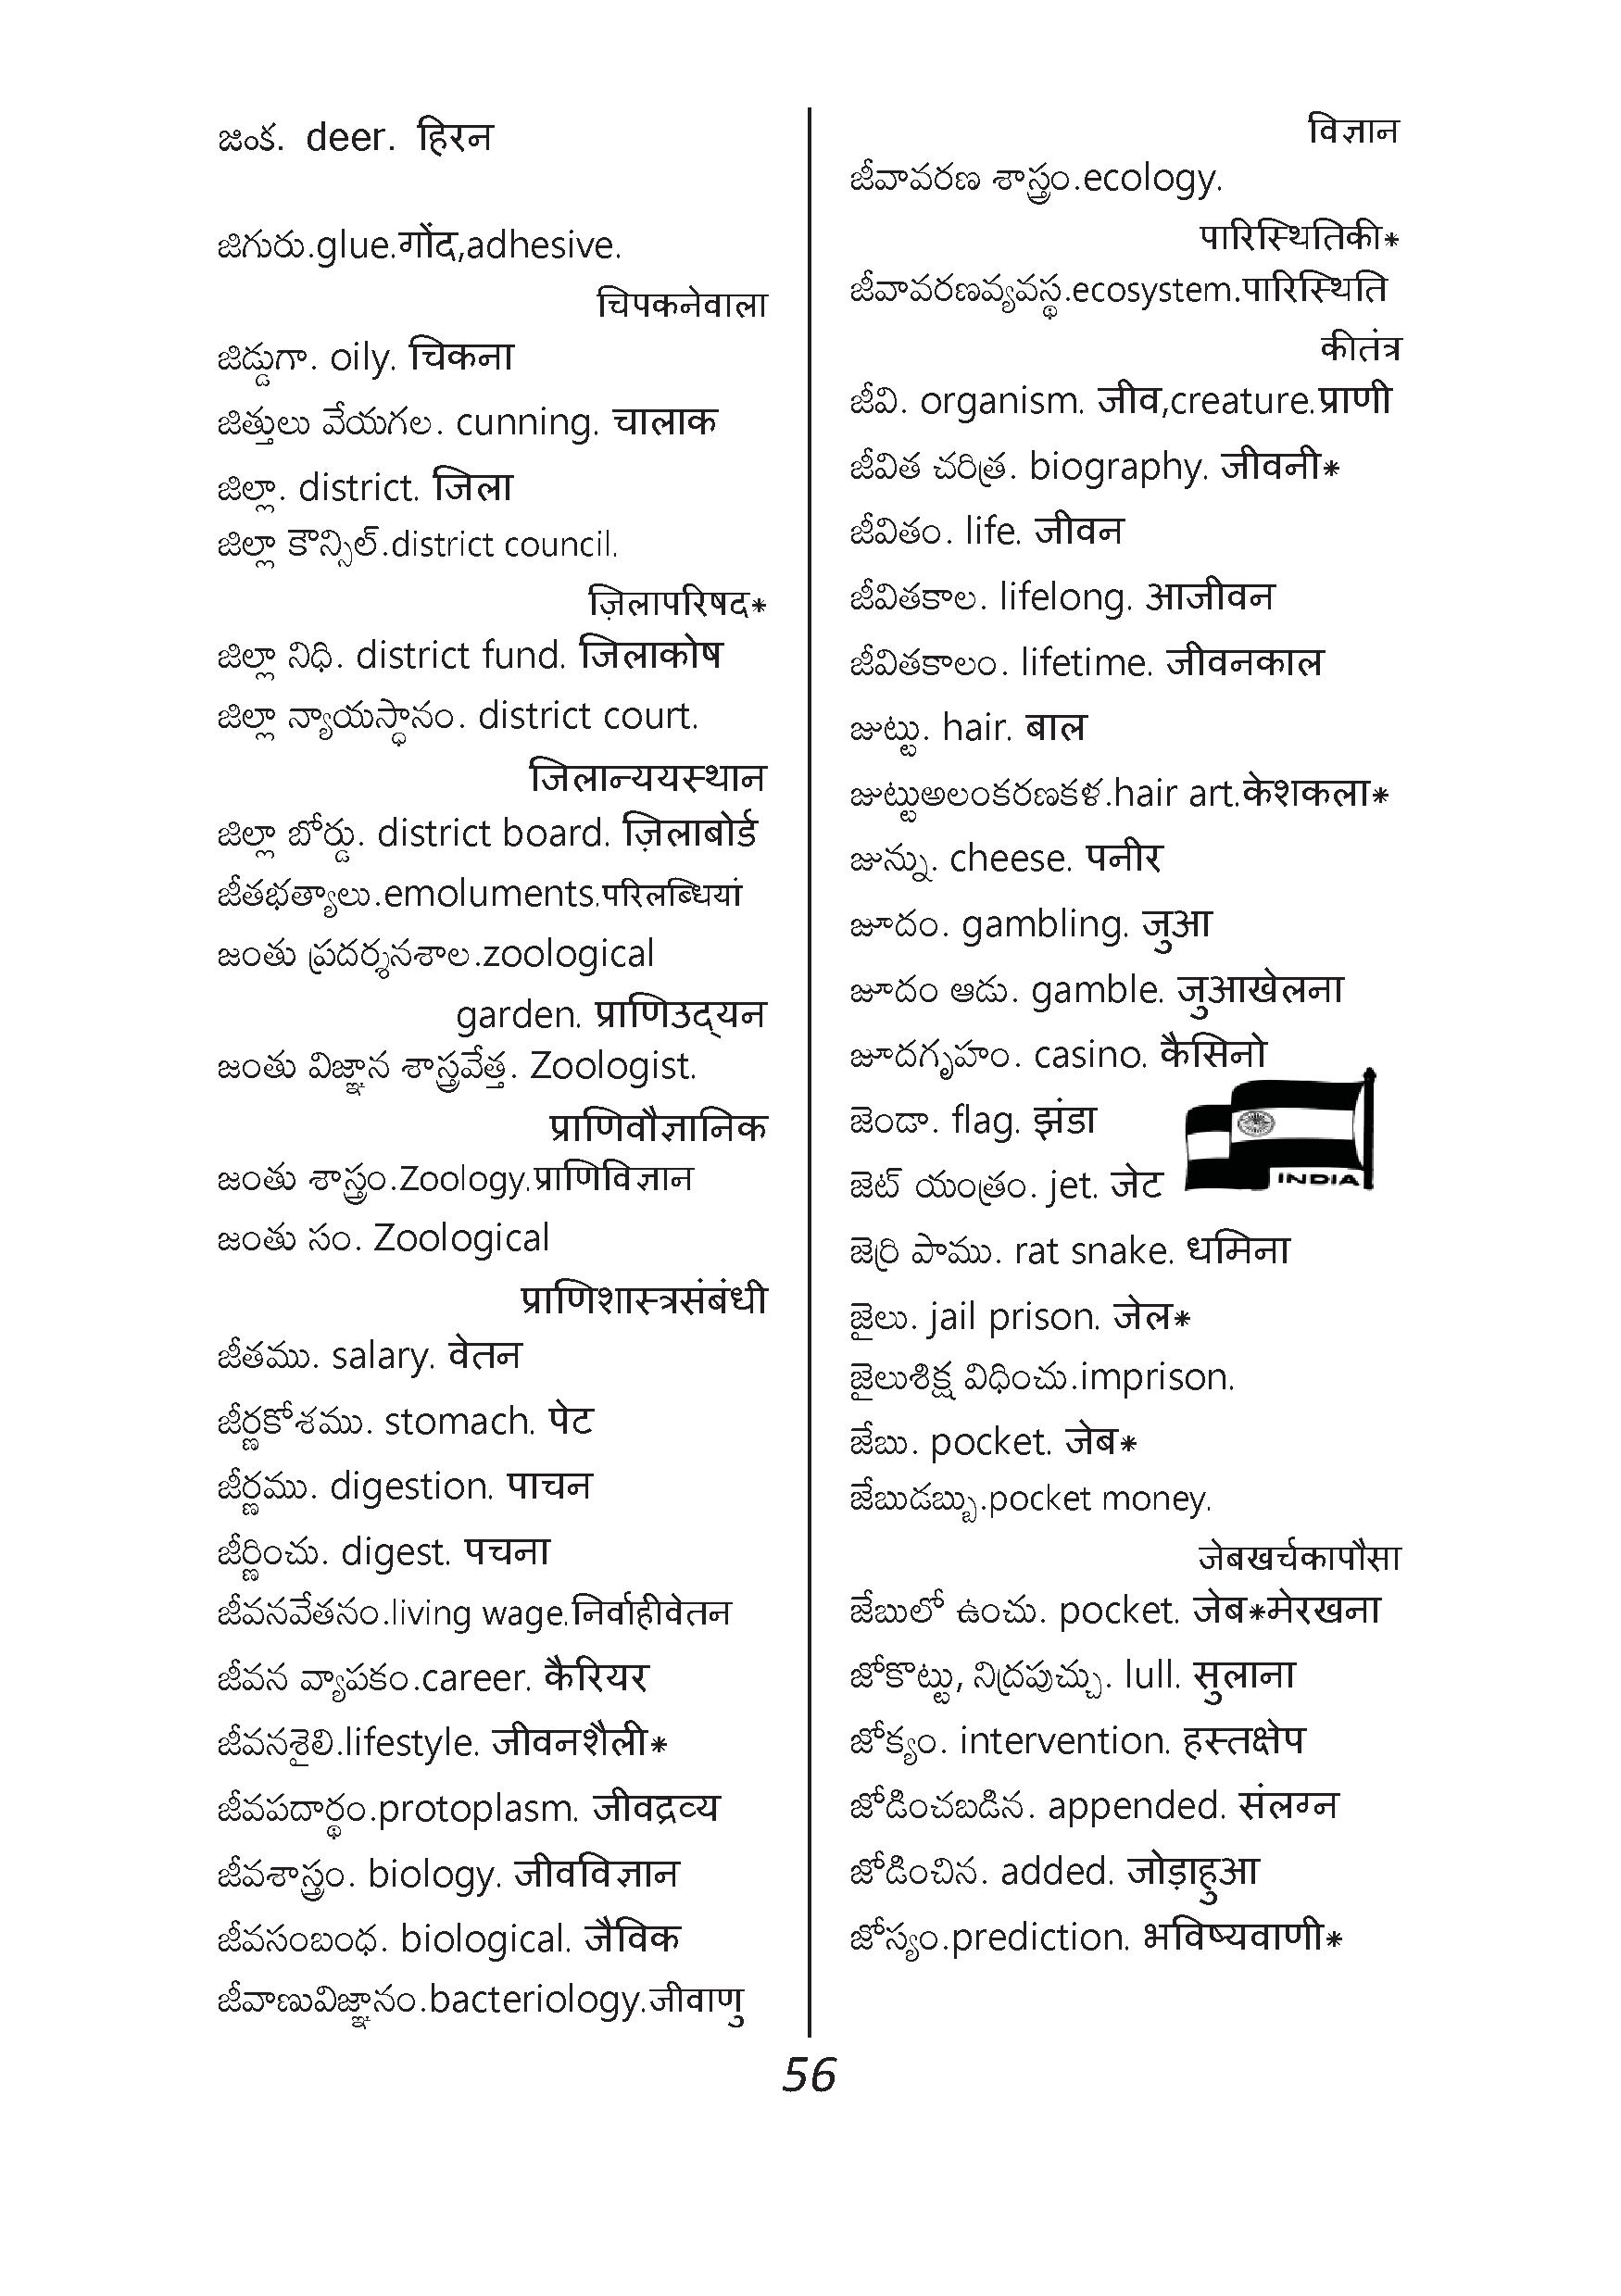 జింక. deer. हिरन
జిగురు.glue.गोंद,adhesive.
चिपकनेवाला
జిడ్డుగా. oily. चिकना
జిత్తులు వేయగల. cunning. चालाक
జిల్లా. district. जिला
జిల్లా కౌన్సిల్.district council.
ज़िलापरिषद*
జిల్లా నిధి. district fund. जिलाकोष
జిల్లా న్యాయస్ధానం. district court.
जिलान्ययस्थान
జిల్లా బోర్డు. district board. ज़िलाबोर्ड
జీతభత్యాలు.emoluments.परिलब्धियां
జంతు ప్రదర్శనశాల.zoological
garden. प्राणिउद्‌यन
జంతు విజ్ఞాన శాస్త్రవేత్త. Zoologist.
प्राणिवौज्ञानिक
జంతు శాస్త్రం.Zoology.प्राणिविज्ञान
జంతు సం. Zoological
प्राणिशास्त्रसंबंधी
జీతము. salary. वेतन
జీర్ణకోశము. stomach. पेट
జీర్ణము. digestion. पाचन
జీర్ణించు. digest. पचना
జీవనవేతనం.living wage.निर्वाहीवेतन
జీవన వ్యాపకం.career. कैरियर
జీవనశైలి.lifestyle. जीवनशैली*
జీవపదార్థం.protoplasm. जीवद्रव्य
జీవశాస్త్రం. biology. जीवविज्ञान
జీవసంబంధ. biological. जैविक
జీవాణువిజ్ఞానం.bacteriology.जीवाणु
विज्ञान
జీవావరణ శాస్త్రం.ecology.
पारिस्थितिकी*
జీవావరణవ్యవస్థ.ecosystem.पारिस्थिति
कीतंत्र
జీవి. organism. जीव,creature.प्राणी
జీవిత చరిత్ర. biography. जीवनी*
జీవితం. life. जीवन
జీవితకాల. lifelong. आजीवन
జీవితకాలం. lifetime. जीवनकाल
జుట్టు. hair. बाल
జుట్టుఅలంకరణకళ.hair art.केशकला*
జున్ను. cheese. पनीर
జూదం. gambling. जुआ
జూదం ఆడు. gamble. जुआखेलना
జూదగృహం. casino. कैसिनो
జెండా. flag. झंडा
INDIA
జెట్ యంత్రం. jet. जेट
జెర్రి పాము. rat snake. धमिना
జైలు. jail prison. जेल*
జైలుశిక్ష విధించు.imprison.
జేబు. pocket. जेब*
జేబుడబ్బు.pocket money.
जेबखर्चकापौसा
జేబులో ఉంచు. pocket. जेब*मेरखना
జోకొట్టు, నిద్రపుచ్చు. lull. सुलाना
జోక్యం. intervention. हस्तक्षेप
జోడించబడిన. appended. संलग्न
జోడించిన. added. जोड़ाहुआ
జోస్యం.prediction. भविष्यवाणी*
56